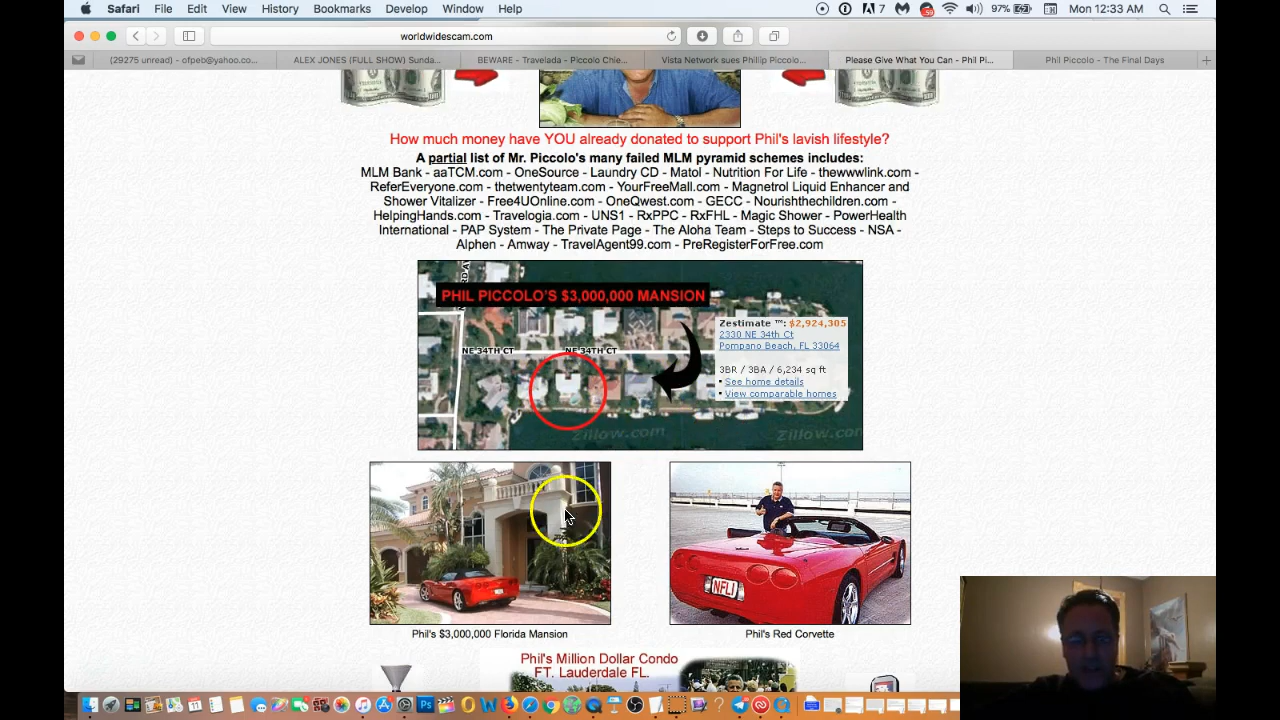 Safari File Edit View History Bookmarks Develop Window Help 7 59 97% Mon 12:33 AM
worldwidescam.com
(29275 unread) - ofpeb@yahoo.co... ALEX JONES (FULL SHOW) Sunda... BEWARE - Travelada - Piccolo Chie... Vista Network sues Phillip Piccolo... Please Give What You Can - Phil Pi... Phil Piccolo - The Final Days
How much money have YOU already donated to support Phil's lavish lifestyle?
A partial list of Mr. Piccolo's many failed MLM pyramid schemes includes:
MLM Bank - aaTCM.com - OneSource - Laundry CD - Matol - Nutrition For Life - thewwwlink.com -
ReferEveryone.com - thetwentyteam.com - YourFreeMall.com - Magnetrol Liquid Enhancer and
Shower Vitalizer - Free4UOnline.com - OneQwest.com - GECC - Nourishthechildren.com -
HelpingHands.com - Travelogia.com - UNS1 - RxPPC - RxFHL - Magic Shower - PowerHealth
International - PAP System - The Private Page - The Aloha Team - Steps to Success - NSA -
Alphen - Amway - TravelAgent99.com - PreRegisterForFree.com
PHIL PICCOLO'S $3,000,000 MANSION
Zestimate ™: $2,924,305
2330 NE 34th Ct
Pompano Beach, FL 33064
NE 34TH CT NE 34TH CT
3BR / 3BA / 6,234 sq ft
• See home details
• View comparable homes
zillow.com zillow.com
NFLI
Phil's $3,000,000 Florida Mansion
Phil's Red Corvette
Phil's Million Dollar Condo
FT. Lauderdale FL.